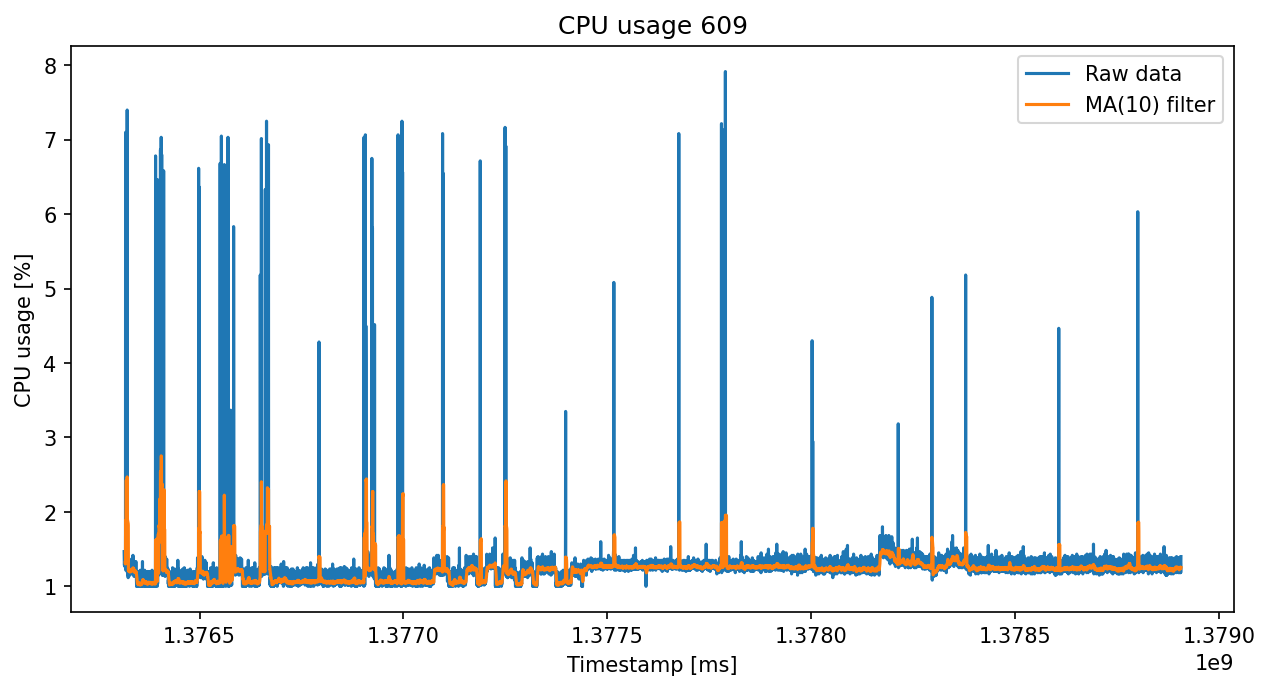 CPU usage 609
Raw data
MA(10) filter
CPU usage [%]
8
7
6
5
4
3
2
1
1.3765 1.3770 1.3775 1.3780 1.3785 1.3790
1e9
Timestamp [ms]